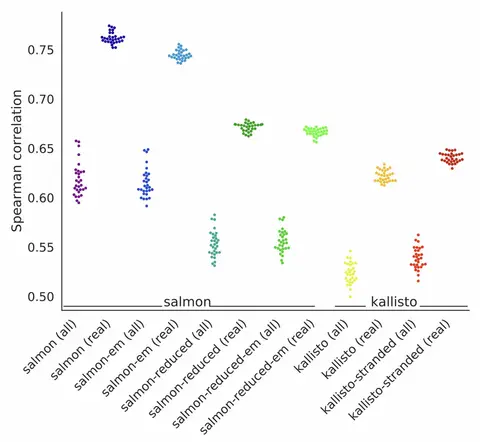 Spearman correlation
0.75
0.70
0.65
0.60
0.55
0.50
salmon
kallisto
salmon (all)
salmon (real)
salmon-em (all)
salmon-em (real)
salmon-reduced (all)
salmon-reduced (real)
salmon-reduced-em (all)
salmon-reduced-em (real)
kallisto (all)
kallisto (real)
kallisto-stranded (all)
kallisto-stranded (real)